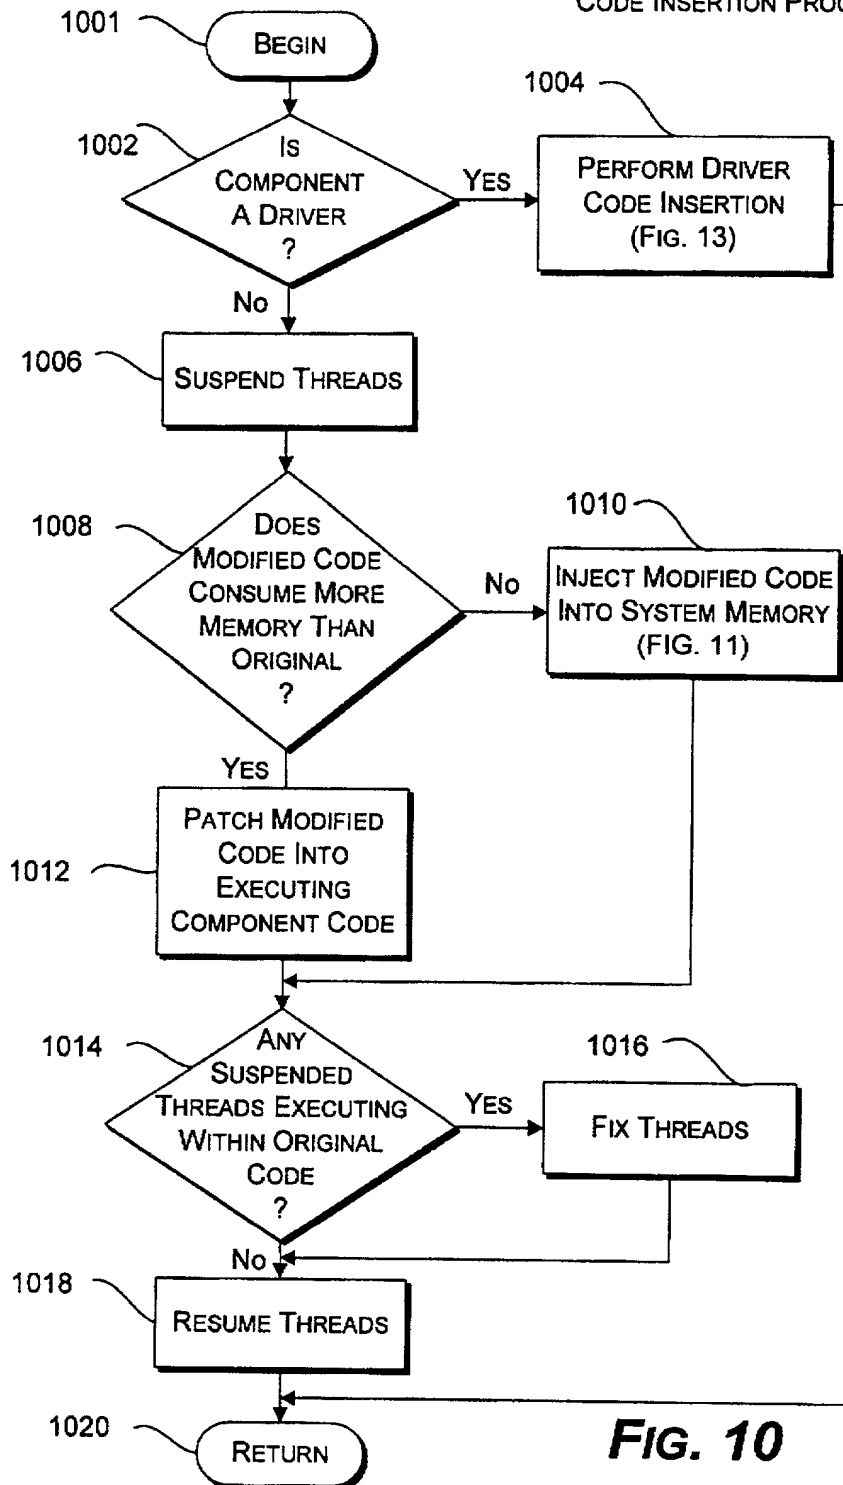 CODE INSERTION
1001
BEGIN
1004
1002
IS
COMPONENT
A DRIVER
?
YES
PERFORM DRIVER
CODE INSERTION
(FIG. 13)
NO
1006
SUSPEND THREADS
1008
DOES
MODIFIED CODE
CONSUME MORE
MEMORY THAN
ORIGINAL
?
NO
1010
INJECT MODIFIED CODE
INTO SYSTEM MEMORY
(FIG. 11)
YES
1012
PATCH MODIFIED
CODE INTO
EXECUTING
COMPONENT CODE
1014
ANY
SUSPENDED
THREADS EXECUTING
WITHIN ORIGINAL
CODE
?
YES
1016
FIX THREADS
NO
1018
RESUME THREADS
1020
RETURN
FIG. 10